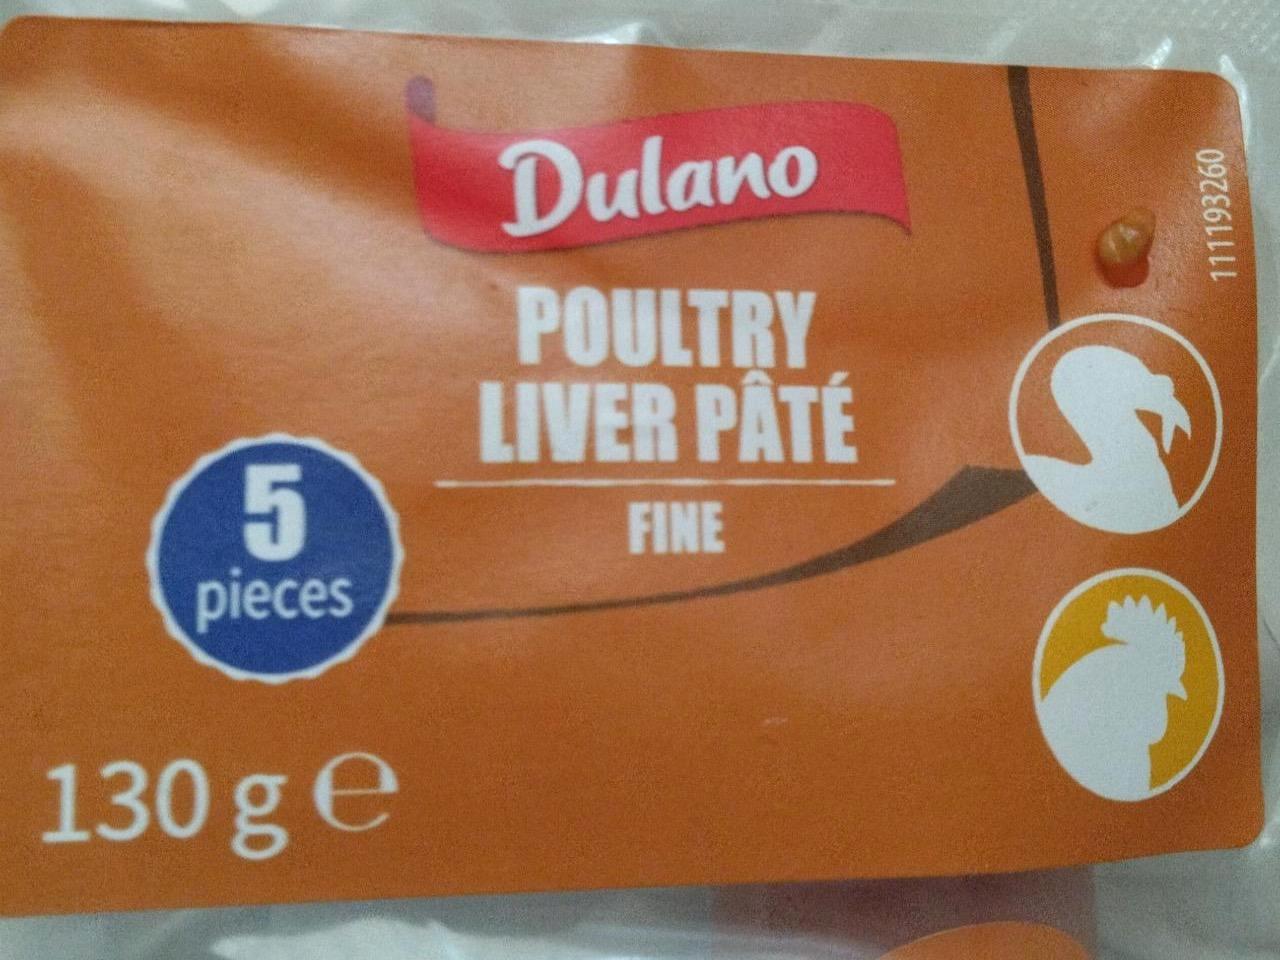 Dulano
POULTRY
LIVER PÂTÉ
FINE
5
pieces
130 g e
111193260